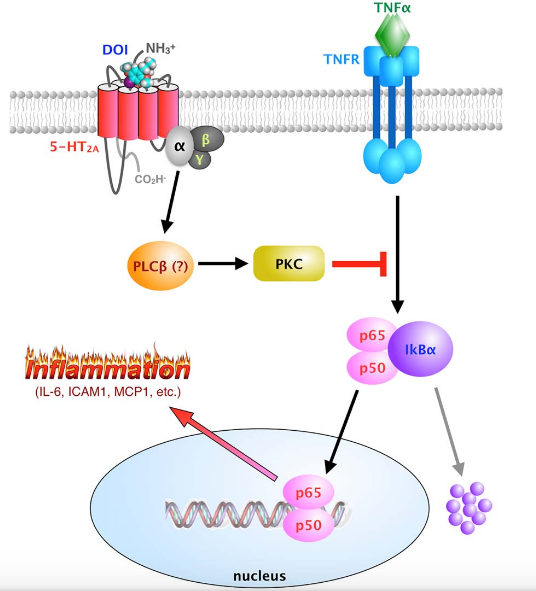 TNFα
DOI
NH₃⁺
TNFR
5-HT₂A
α
β
γ
CO₂H⁻
PLCβ (?)
PKC
p65
p50
IkBα
Inflammation
(IL-6, ICAM1, MCP1, etc.)
p65
p50
nucleus